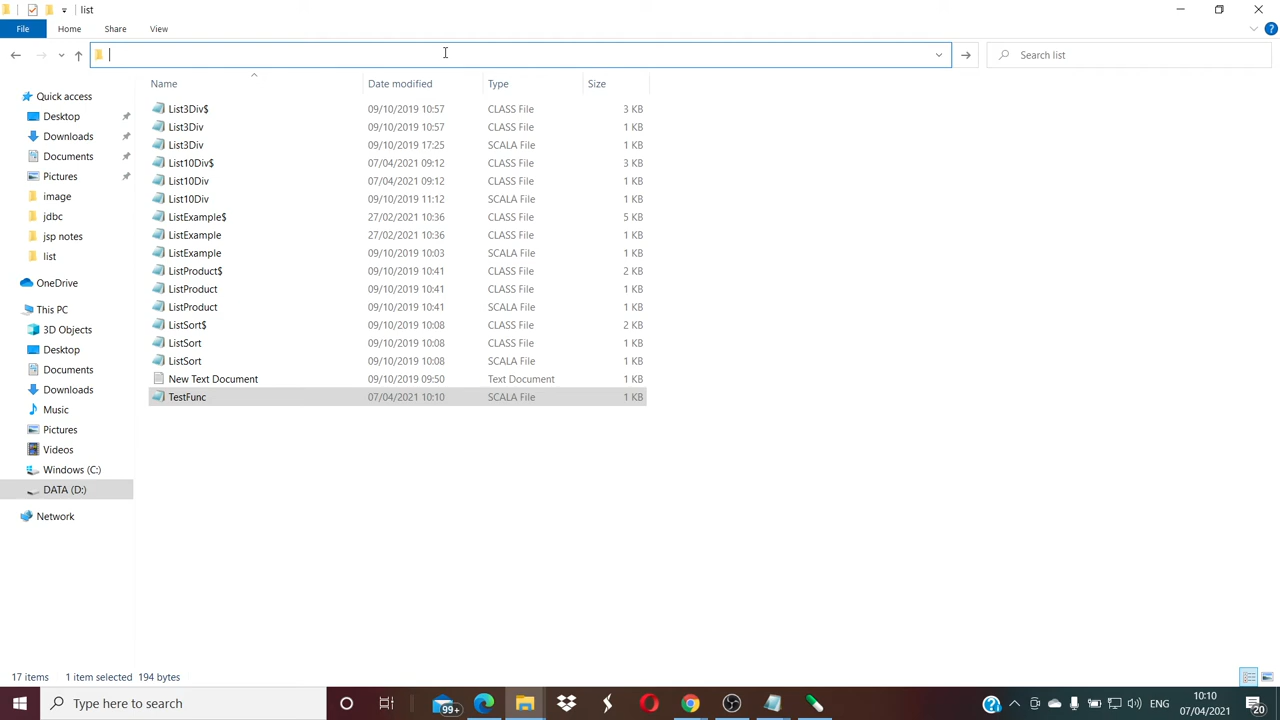 list
File Home Share View
Search list
Name Date modified Type Size
Quick access
Desktop
Downloads
Documents
Pictures
image
jdbc
jsp notes
list
OneDrive
This PC
3D Objects
Desktop
Documents
Downloads
Music
Pictures
Videos
Windows (C:)
DATA (D:)
Network
List3Div$ 09/10/2019 10:57 CLASS File 3 KB
List3Div 09/10/2019 10:57 CLASS File 1 KB
List3Div 09/10/2019 17:25 SCALA File 1 KB
List10Div$ 07/04/2021 09:12 CLASS File 3 KB
List10Div 07/04/2021 09:12 CLASS File 1 KB
List10Div 09/10/2019 11:12 SCALA File 1 KB
ListExample$ 27/02/2021 10:36 CLASS File 5 KB
ListExample 27/02/2021 10:36 CLASS File 1 KB
ListExample 09/10/2019 10:03 SCALA File 1 KB
ListProduct$ 09/10/2019 10:41 CLASS File 2 KB
ListProduct 09/10/2019 10:41 CLASS File 1 KB
ListProduct 09/10/2019 10:41 SCALA File 1 KB
ListSort$ 09/10/2019 10:08 CLASS File 2 KB
ListSort 09/10/2019 10:08 CLASS File 1 KB
ListSort 09/10/2019 10:08 SCALA File 1 KB
New Text Document 09/10/2019 09:50 Text Document 1 KB
TestFunc 07/04/2021 10:10 SCALA File 1 KB
17 items 1 item selected 194 bytes
Type here to search
99+
ENG
10:10
07/04/2021
20